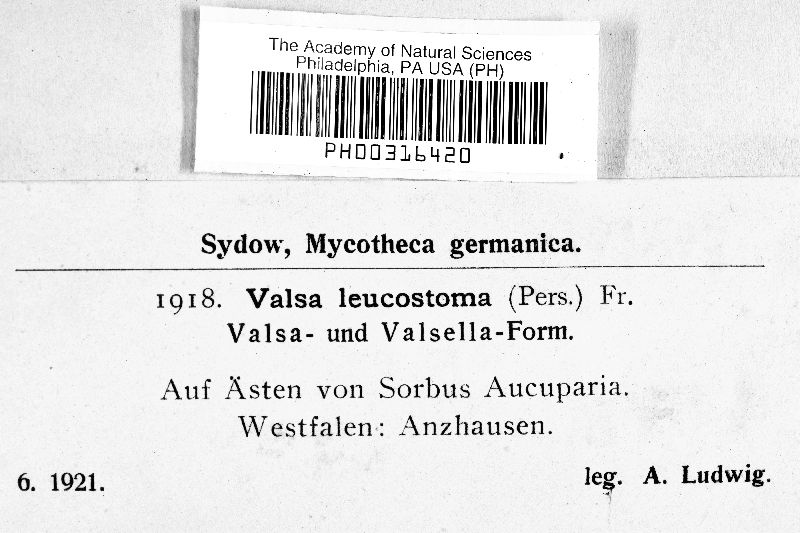 The Academy of Natural Sciences
Philadelphia, PA USA (PH)
PH00316420
Sydow, Mycotheca germanica.
1918. Valsa leucostoma (Pers.) Fr.
Valsa- und Valsella-Form.
Auf Ästen von Sorbus Aucuparia.
Westfalen: Anzhausen.
6. 1921.
leg. A. Ludwig.